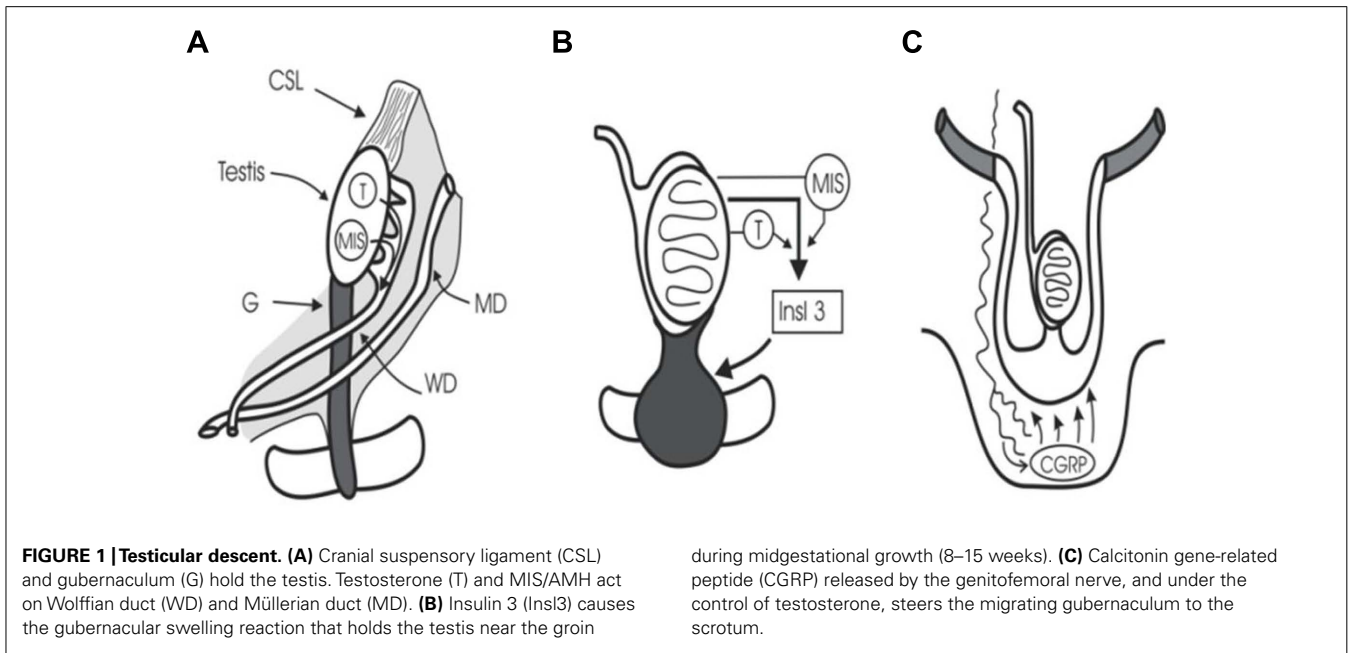 A
B
C
CSL
Testis
T
MIS
G
MD
WD
MIS
T
Insl 3
CGRP
FIGURE 1 | Testicular descent. (A) Cranial suspensory ligament (CSL)
and gubernaculum (G) hold the testis. Testosterone (T) and MIS/AMH act
on Wolffian duct (WD) and Müllerian duct (MD). (B) Insulin 3 (Insl3) causes
the gubernacular swelling reaction that holds the testis near the groin
during midgestational growth (8–15 weeks). (C) Calcitonin gene-related
peptide (CGRP) released by the genitofemoral nerve, and under the
control of testosterone, steers the migrating gubernaculum to the
scrotum.